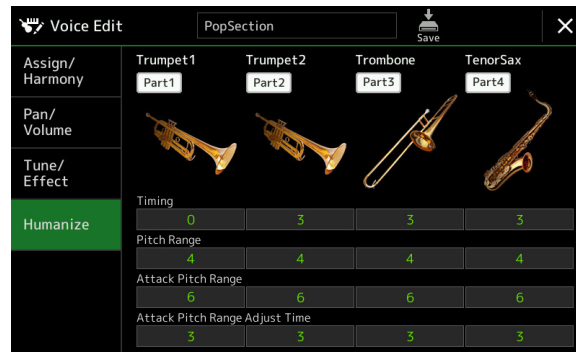 Voice Edit PopSection Save
Assign/
Harmony
Pan/
Volume
Tune/
Effect
Humanize
Trumpet1 Trumpet2 Trombone TenorSax
Part1 Part2 Part3 Part4
Timing
0 3 3 3
Pitch Range
4 4 4 4
Attack Pitch Range
6 6 6 6
Attack Pitch Range Adjust Time
3 3 3 3